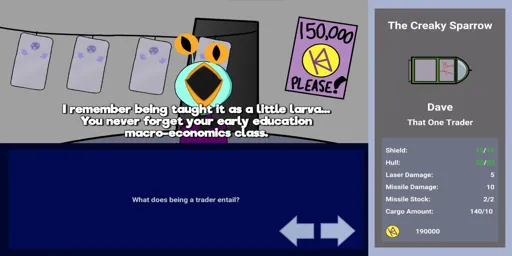 150,000
PLEASE!
I remember being taught it as a little larva...
You never forget your early education
macro-economics class.
What does being a trader entail?
The Creaky Sparrow
Dave
That One Trader
Shield:
Hull:
Laser Damage: 5
Missile Damage: 10
Missile Stock: 2/2
Cargo Amount: 140/10
190000